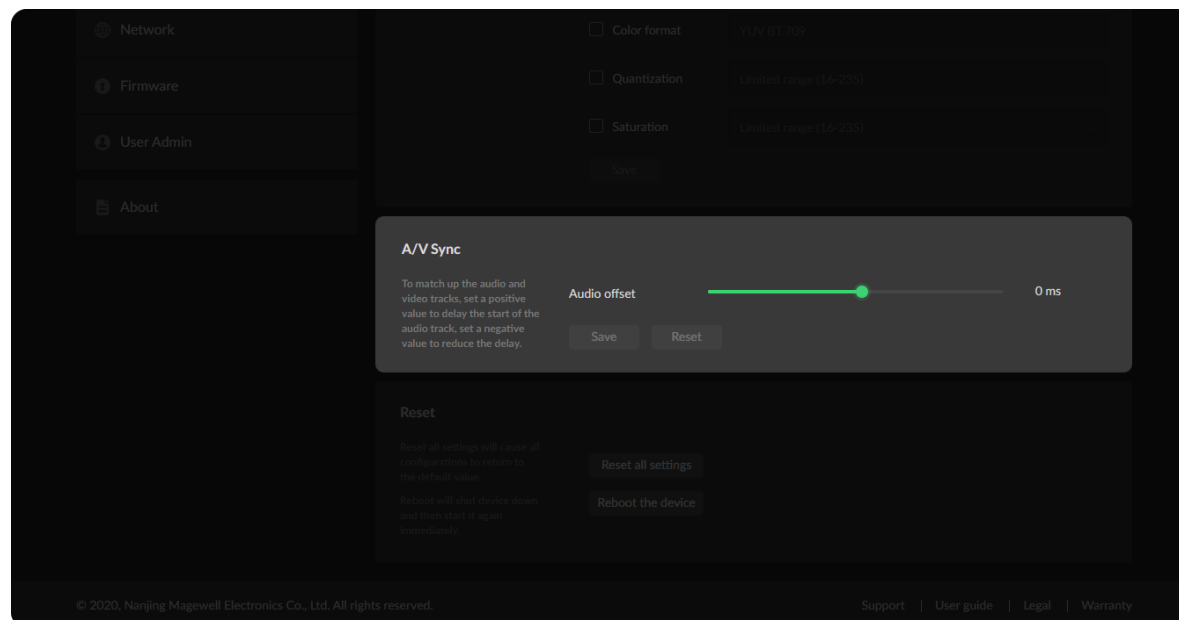 Network
Firmware
User Admin
About
Color format YUV BT.709
Quantization Limited range (16-235)
Saturation Limited range (16-235)
Save
A/V Sync
To match up the audio and
video tracks, set a positive
value to delay the start of the
audio track, set a negative
value to reduce the delay.
Audio offset 0 ms
Save Reset
Reset
Reset all settings will cause all
configurations to return to
the default value.
Reboot will shut device down
and then start it again
immediately.
Reset all settings
Reboot the device
© 2020, Nanjing Magewell Electronics Co., Ltd. All rights reserved.
Support | User guide | Legal | Warranty